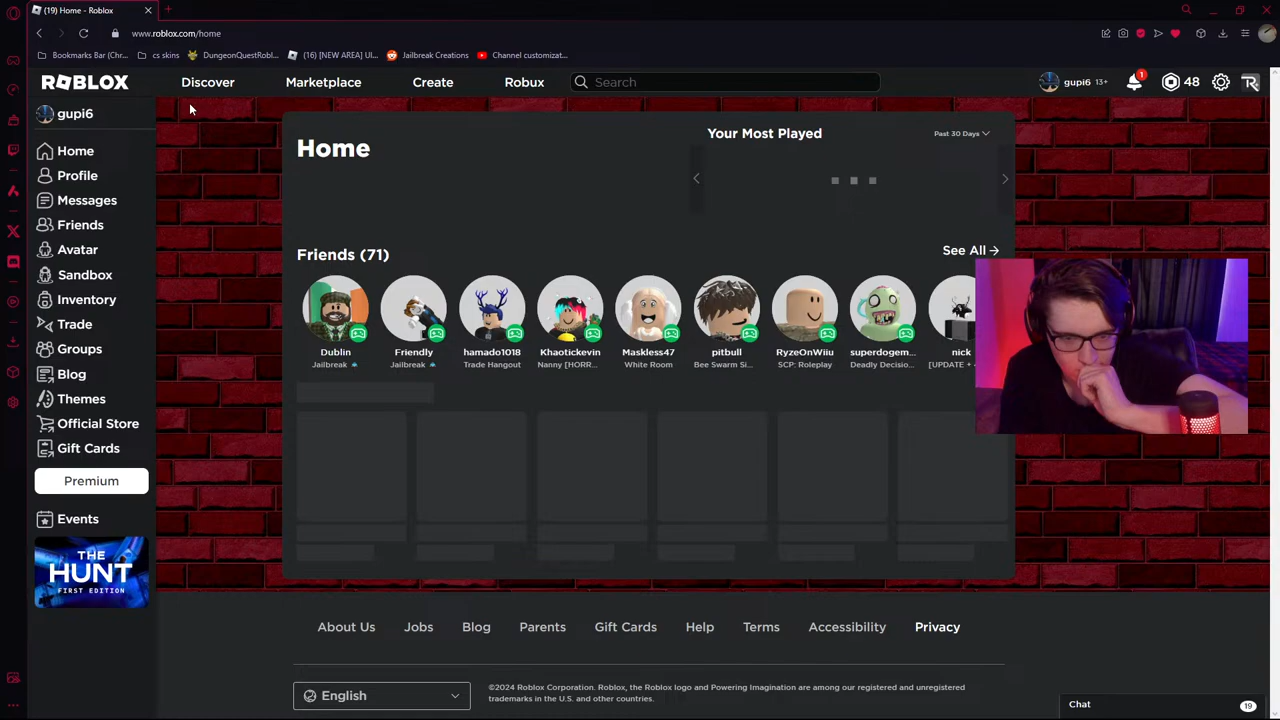 (19) Home - Roblox
www.roblox.com/home
Bookmarks Bar (Chr...
cs skins
DungeonQuestRobl...
(16) [NEW AREA] Ul...
Jailbreak Creations
Channel customizat...
ROBLOX
Discover
Marketplace
Create
Robux
Search
gupi6 13+
1
48
gupi6
Home
Profile
Messages
Friends
Avatar
Sandbox
Inventory
Trade
Groups
Blog
Themes
Official Store
Gift Cards
Premium
Events
THE
HUNT
FIRST EDITION
Home
Your Most Played
Past 30 Days
Friends (71)
See All
Dublin
Jailbreak
Friendly
Jailbreak
hamado1018
Trade Hangout
Khaotickevin
Nanny [HORR...
Maskless47
White Room
pitbull
Bee Swarm Si...
RyzeOnWiiu
SCP: Roleplay
superdogem...
Deadly Decisio...
nick
[UPDATE +
About Us
Jobs
Blog
Parents
Gift Cards
Help
Terms
Accessibility
Privacy
English
©2024 Roblox Corporation. Roblox, the Roblox logo and Powering Imagination are among our registered and unregistered
trademarks in the U.S. and other countries.
Chat
19